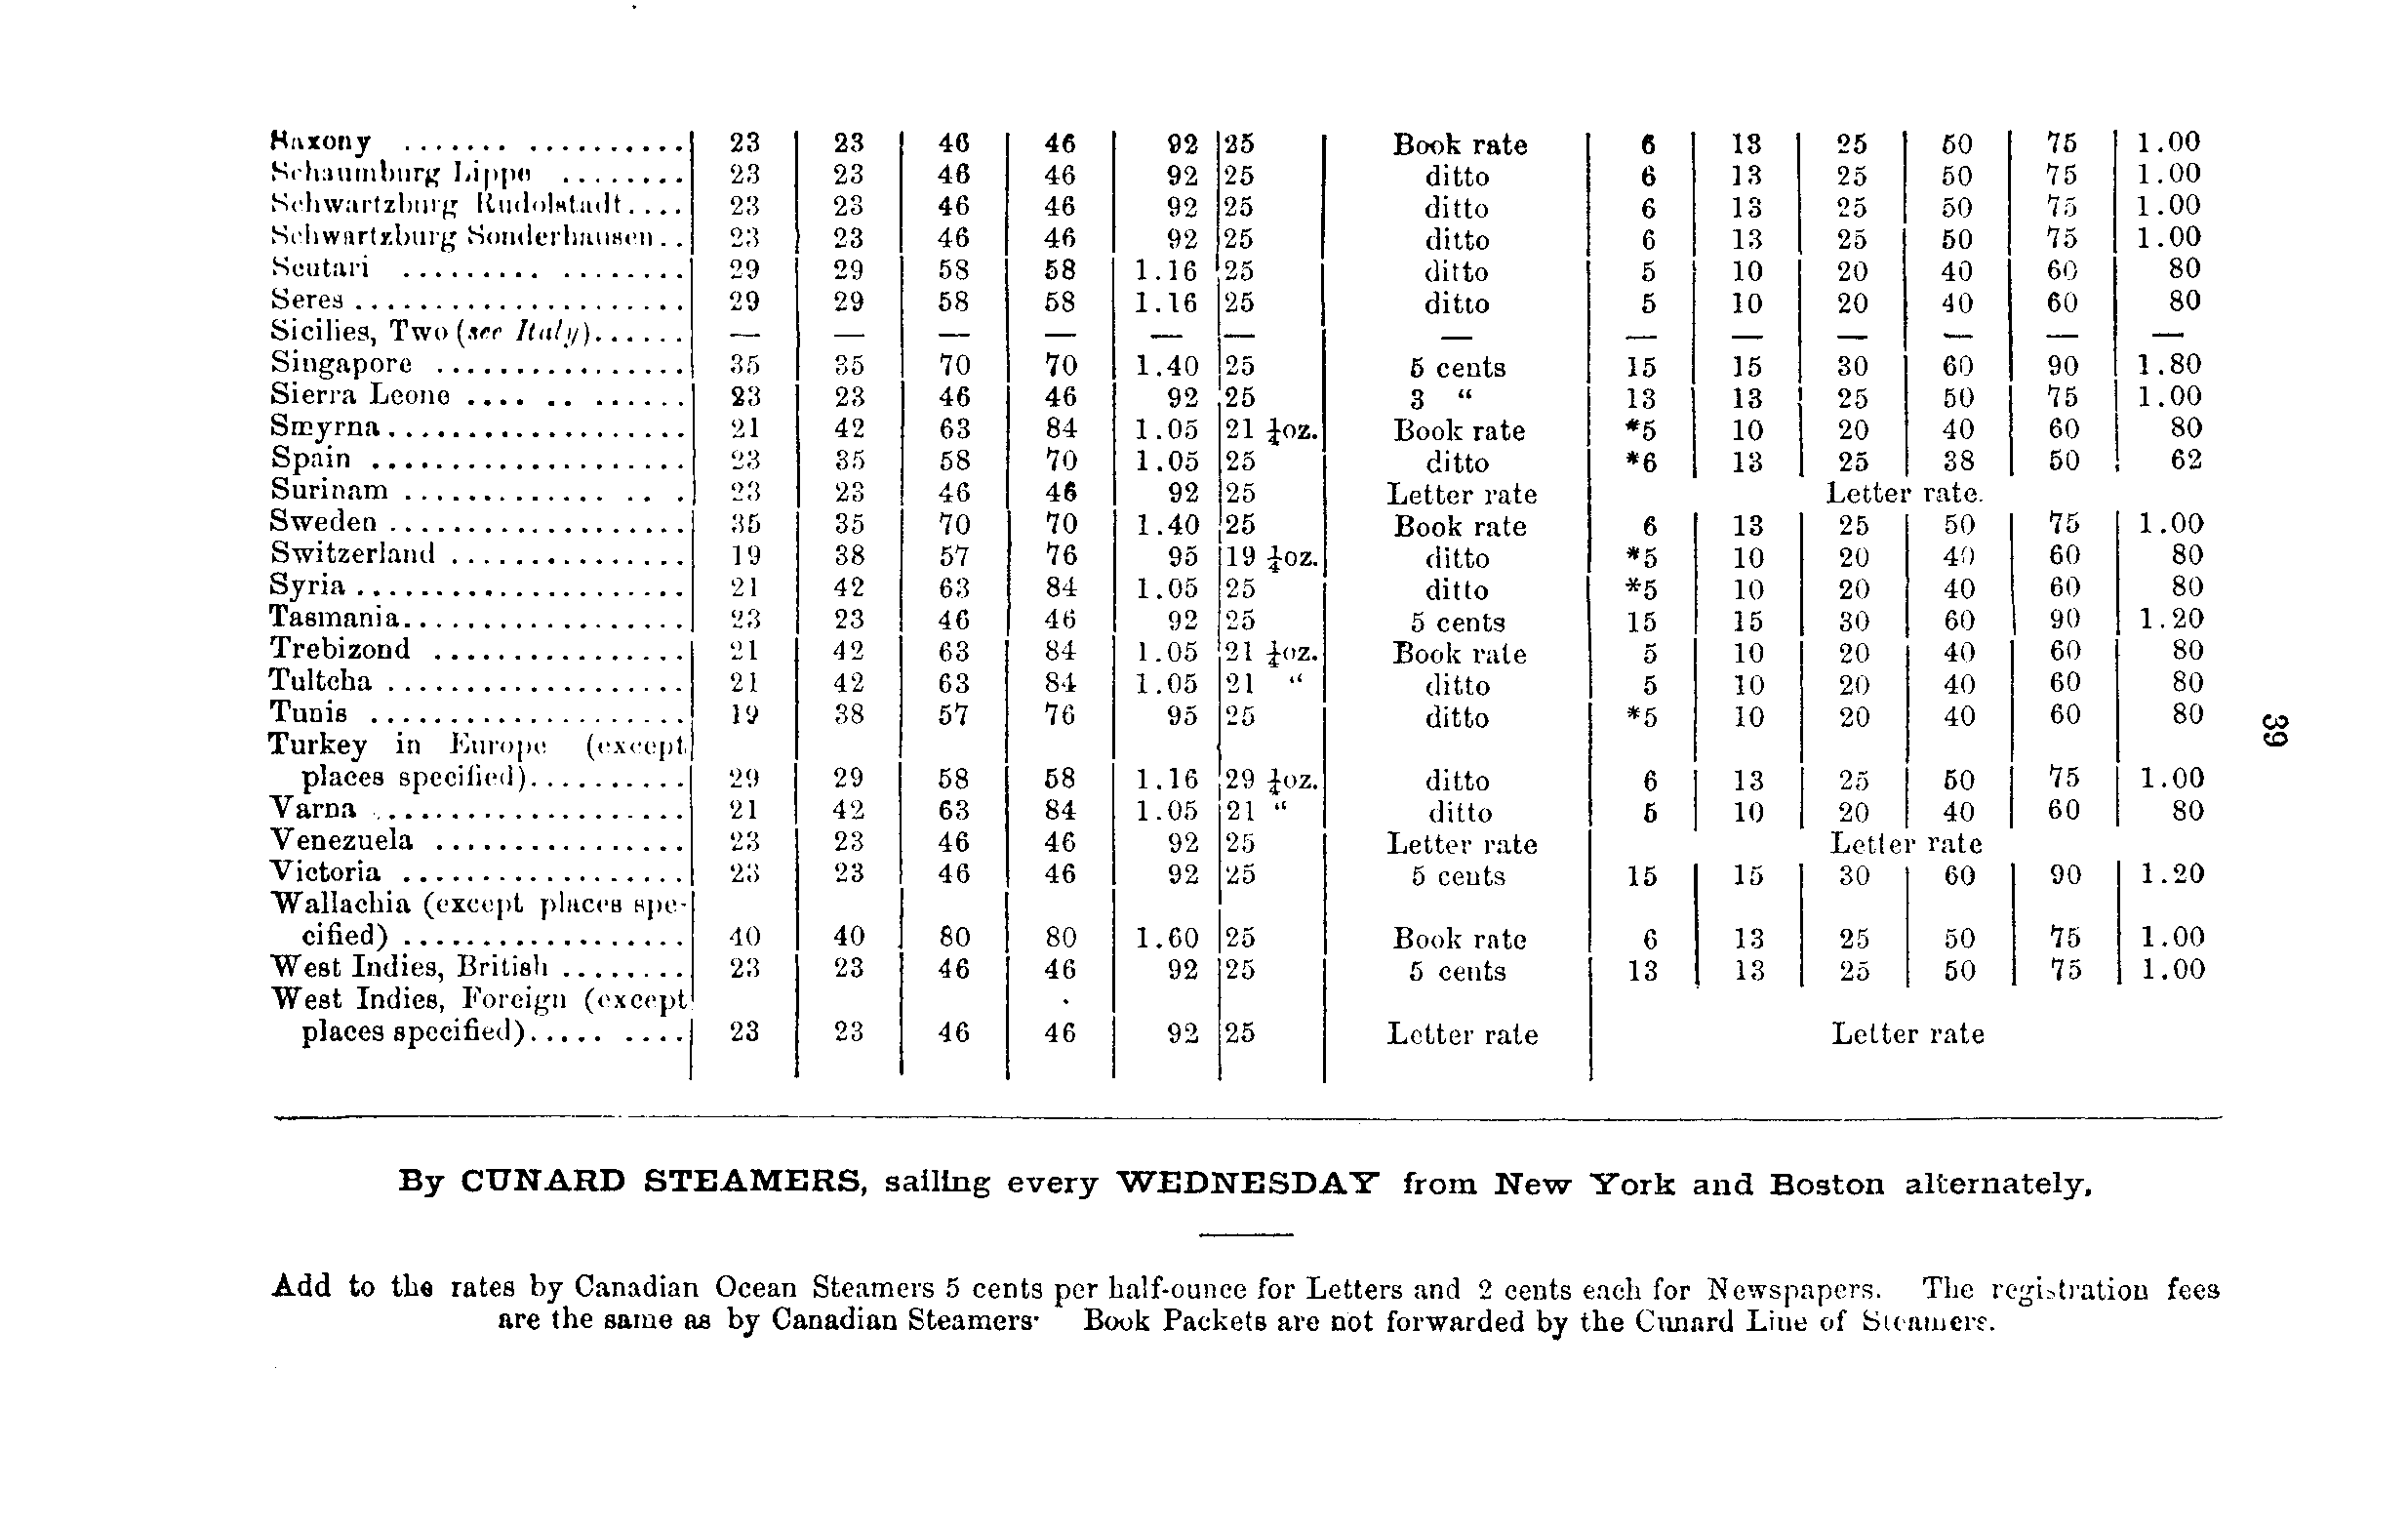 Saxony ....... .......... 23 23 46 46 92 25 Book rate 6 13 25 50 75 1.00
Schaumburg Lippe ........ 23 23 46 46 92 25 ditto 6 13 25 50 75 1.00
Schwartzburg Rudolstadt.... 23 23 46 46 92 25 ditto 6 13 25 50 75 1.00
Schwartzburg Sonderhausen.. 23 23 46 46 92 25 ditto 6 13 25 50 75 1.00
Scutari ......... ........ 29 29 58 58 1.16 25 ditto 5 10 20 40 60 80
Seres..................... 29 29 58 58 1.16 25 ditto 5 10 20 40 60 80
Sicilies, Two (see Italy)...... — — — — — — — — — — — — —
Singapore ................ 35 35 70 70 1.40 25 5 cents 15 15 30 60 90 1.80
Sierra Leone .... .. ...... 23 23 46 46 92 25 3 “ 13 13 25 50 75 1.00
Smyrna................... 21 42 63 84 1.05 21 ¼oz. Book rate *5 10 20 40 60 80
Spain .................... 23 35 58 70 1.05 25 ditto *6 13 25 38 50 62
Surinam ............. . . . 23 23 46 46 92 25 Letter rate Letter rate.
Sweden ................... 35 35 70 70 1.40 25 Book rate 6 13 25 50 75 1.00
Switzerland ............... 19 38 57 76 95 19 ¼oz. ditto *5 10 20 40 60 80
Syria..................... 21 42 63 84 1.05 25 ditto *5 10 20 40 60 80
Tasmania.................. 23 23 46 46 92 25 5 cents 15 15 30 60 90 1.20
Trebizond ................ 21 42 63 84 1.05 21 ¼oz. Book rate 5 10 20 40 60 80
Tultcha ................... 21 42 63 84 1.05 21 “ ditto 5 10 20 40 60 80
Tunis .................... 19 38 57 76 95 25 ditto *5 10 20 40 60 80
39
Turkey in Europe (except
places specified).......... 29 29 58 58 1.16 29 ¼oz. ditto 6 13 25 50 75 1.00
Varna .................... 21 42 63 84 1.05 21 “ ditto 5 10 20 40 60 80
Venezuela ................ 23 23 46 46 92 25 Letter rate Letter rate
Victoria .................. 23 23 46 46 92 25 5 cents 15 15 30 60 90 1.20
Wallachia (except places spe-
cified) .................. 40 40 80 80 1.60 25 Book rate 6 13 25 50 75 1.00
West Indies, British ........ 23 23 46 46 92 25 5 cents 13 13 25 50 75 1.00
West Indies, Foreign (except
places specified)..... .... 23 23 46 46 92 25 Letter rate Letter rate
By CUNARD STEAMERS, sailing every WEDNESDAY from New York and Boston alternately,
Add to the rates by Canadian Ocean Steamers 5 cents per half-ounce for Letters and 2 cents each for Newspapers. The registration fees
are the same as by Canadian Steamers· Book Packets are not forwarded by the Cunard Line of Steamers.